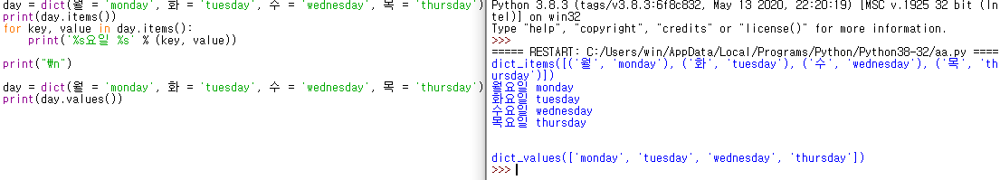 day = dict(월 = 'monday', 화 = 'tuesday', 수 = 'wednesday', 목 = 'thursday')
print(day.items())
for key, value in day.items():
    print('%s요일 %s' % (key, value))
print("₩n")
day = dict(월 = 'monday', 화 = 'tuesday', 수 = 'wednesday', 목 = 'thursday')
print(day.values())
Python 3.8.3 (tags/v3.8.3:6f8c832, May 13 2020, 22:20:19) [MSC v.1925 32 bit (In
tel)] on win32
Type "help", "copyright", "credits" or "license()" for more information.
>>>
===== RESTART: C:/Users/win/AppData/Local/Programs/Python/Python38-32/aa.py ====
dict_items([('월', 'monday'), ('화', 'tuesday'), ('수', 'wednesday'), ('목', 'th
ursday')])
월요일 monday
화요일 tuesday
수요일 wednesday
목요일 thursday
dict_values(['monday', 'tuesday', 'wednesday', 'thursday'])
>>>